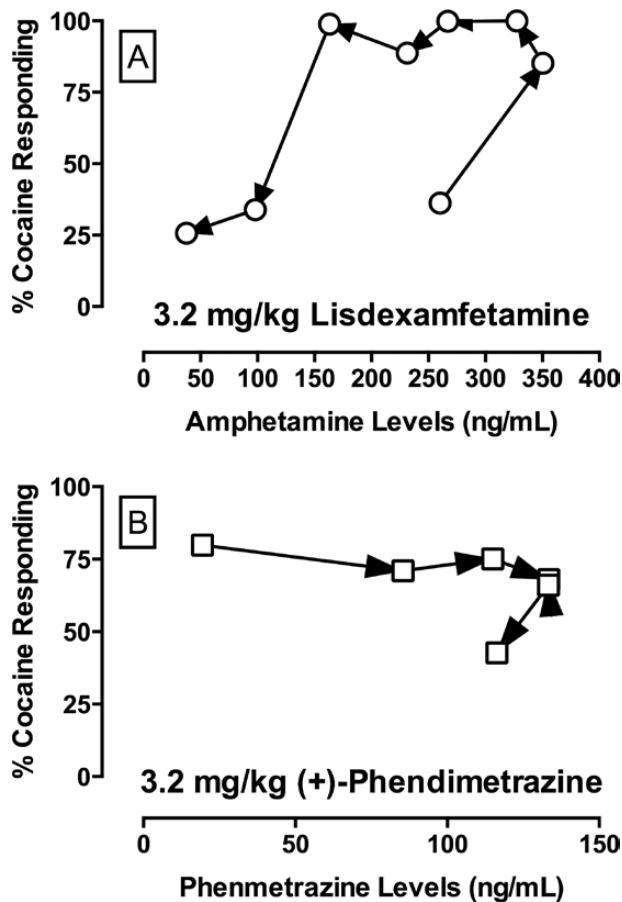 A
% Cocaine Responding
100
75
50
25
0
3.2 mg/kg Lisdexamfetamine
0 50 100 150 200 250 300 350 400
Amphetamine Levels (ng/mL)
B
% Cocaine Responding
100
75
50
25
0
3.2 mg/kg (+)-Phendimetrazine
0 50 100 150
Phenmetrazine Levels (ng/mL)